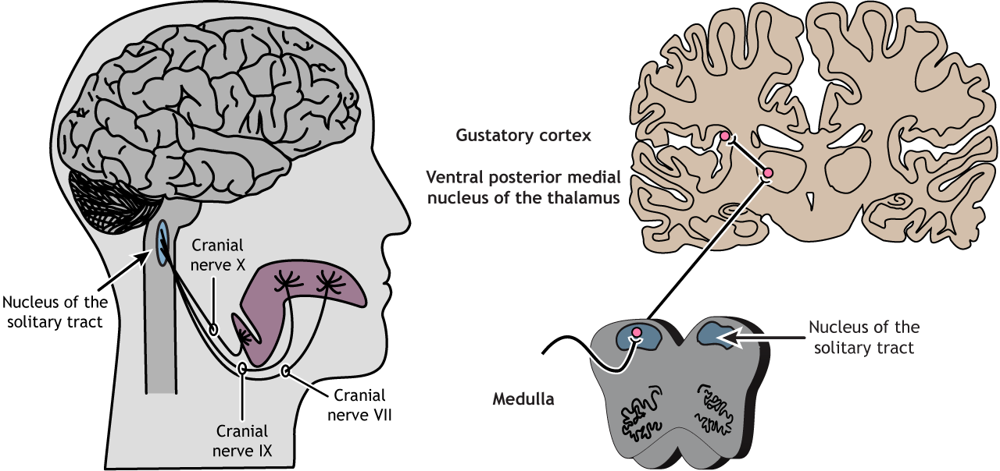 Cranial
nerve X
Nucleus of the
solitary tract
Cranial
nerve VII
Cranial
nerve IX
Gustatory cortex
Ventral posterior medial
nucleus of the thalamus
Nucleus of the
solitary tract
Medulla